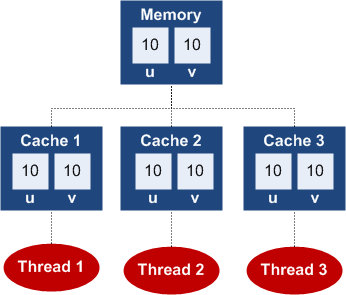 Memory
10 10
u v
Cache 1 Cache 2 Cache 3
10 10 10 10 10 10
u v u v u v
Thread 1 Thread 2 Thread 3